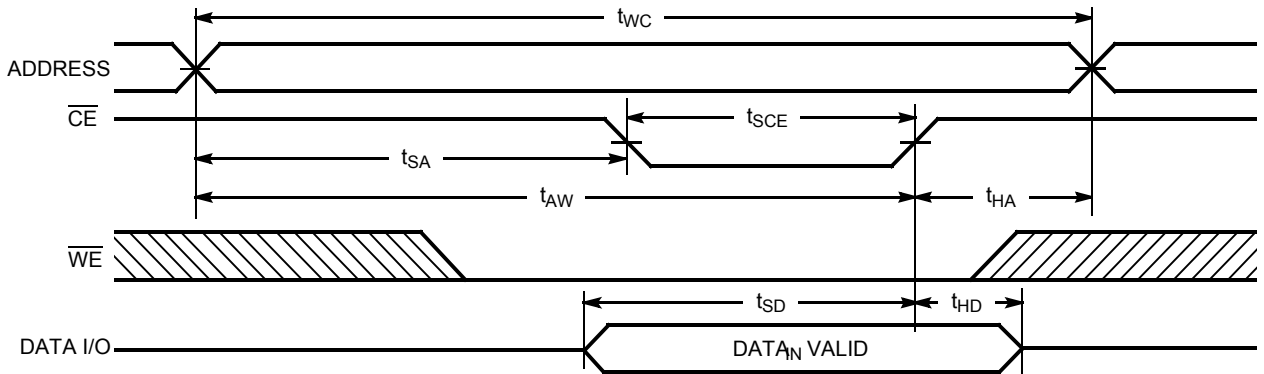 tWC
ADDRESS
CE
tSCE
tSA
tAW
tHA
WE
tSD
tHD
DATA I/O
DATAIN VALID